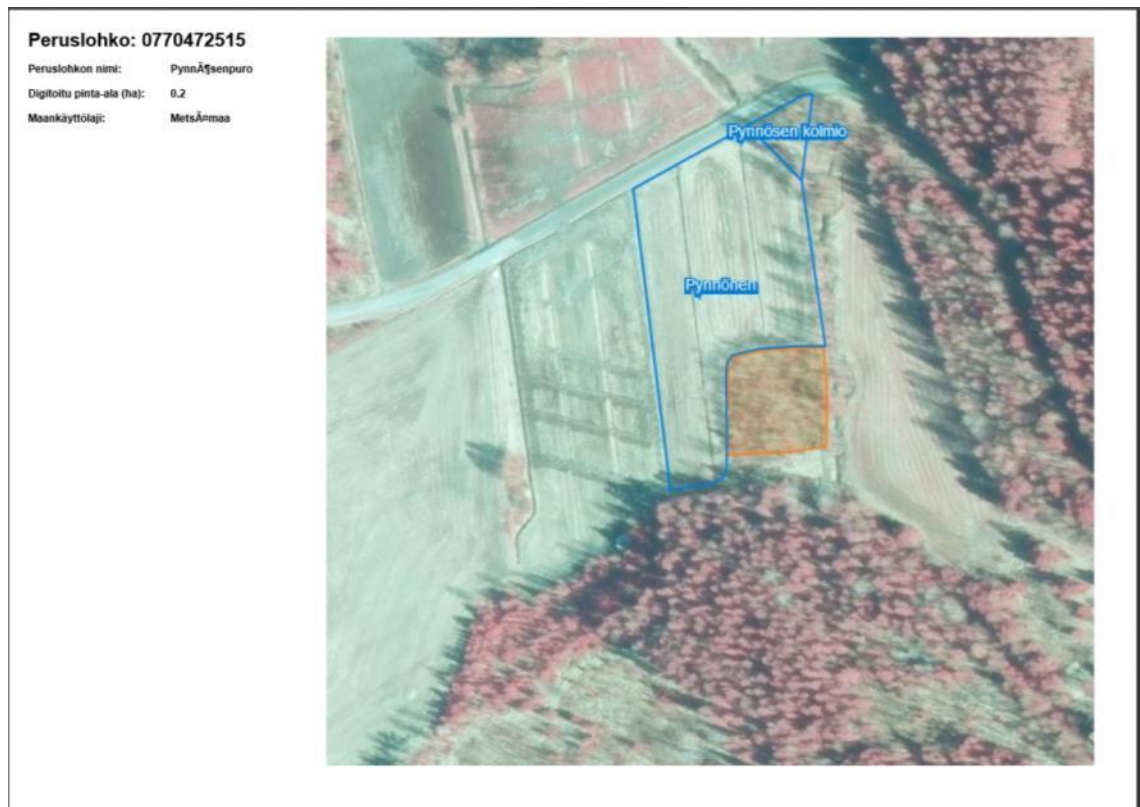 Peruslohko: 0770472515
Peruslohkon nimi: PynnÃ¶senpuro
Digitoitu pinta-ala (ha): 0.2
Maankäyttölaji: MetsÃ¤maa
Pynnösen kolmio
Pynnönen